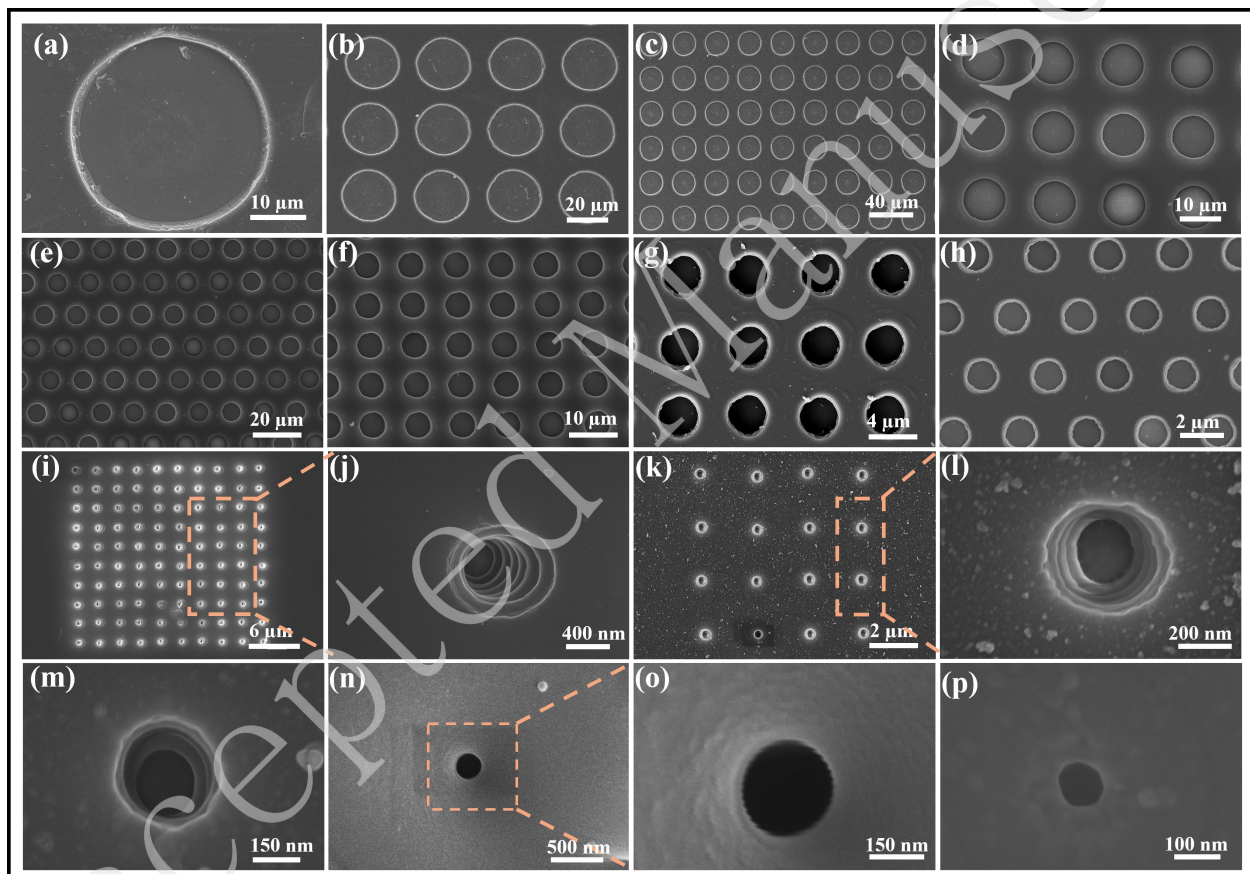 (a)
10 µm
(b)
20 µm
(c)
40 µm
(d)
10 µm
(e)
20 µm
(f)
10 µm
(g)
4 µm
(h)
2 µm
(i)
6 µm
(j)
400 nm
(k)
2 µm
(l)
200 nm
(m)
150 nm
(n)
500 nm
(o)
150 nm
(p)
100 nm
cepted Manus